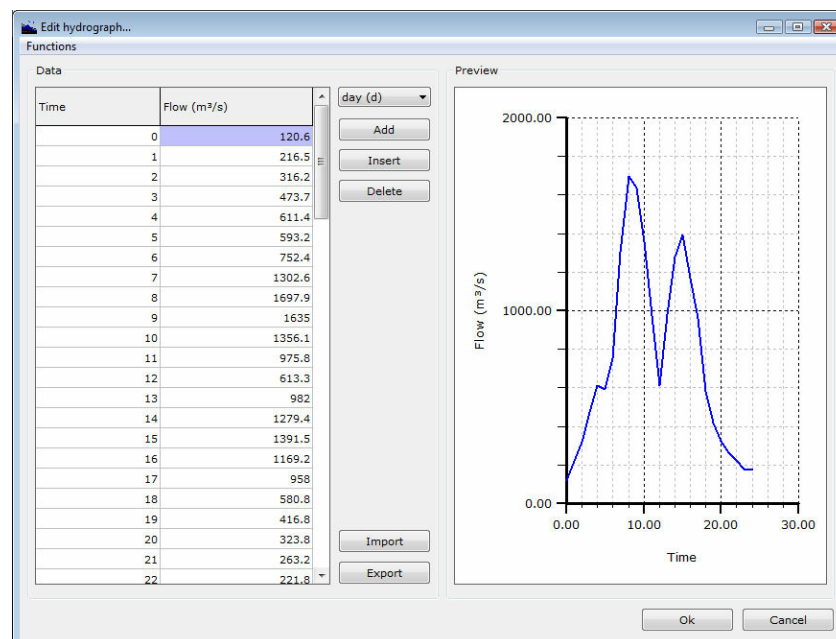 Edit hydrograph...
Functions
Data
Time Flow (m³/s)
0 120.6
1 216.5
2 316.2
3 473.7
4 611.4
5 593.2
6 752.4
7 1302.6
8 1697.9
9 1635
10 1356.1
11 975.8
12 613.3
13 982
14 1279.4
15 1391.5
16 1169.2
17 958
18 580.8
19 416.8
20 323.8
21 263.2
22 221.8
day (d)
Add
Insert
Delete
Import
Export
Preview
2000.00
1000.00
0.00
Flow (m³/s)
0.00 10.00 20.00 30.00
Time
Ok Cancel